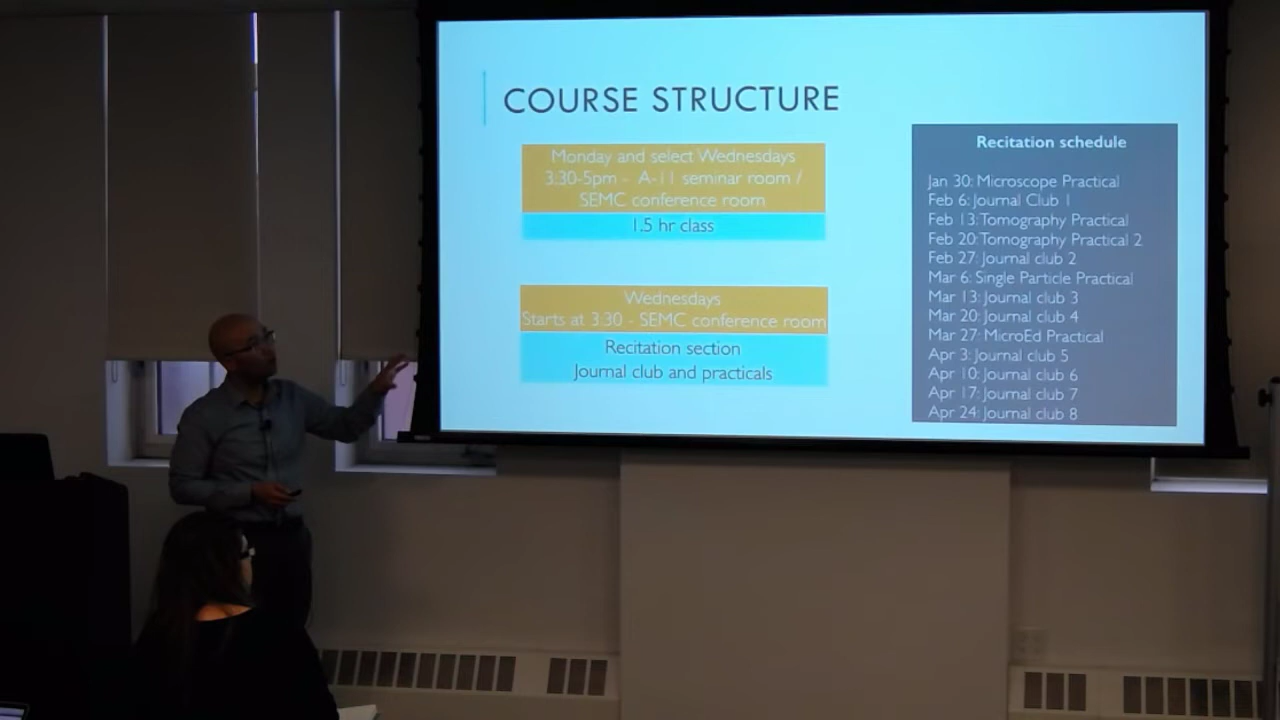 COURSE STRUCTURE
Monday and select Wednesdays
3:30-5pm - A-11 seminar room /
SEMC conference room
1.5 hr class
Wednesdays
Starts at 3:30 - SEMC conference room
Recitation section
Journal club and practicals
Recitation schedule
Jan 30: Microscope Practical
Feb 6: Journal Club 1
Feb 13: Tomography Practical
Feb 20: Tomography Practical 2
Feb 27: Journal club 2
Mar 6: Single Particle Practical
Mar 13: Journal club 3
Mar 20: Journal club 4
Mar 27: MicroEd Practical
Apr 3: Journal club 5
Apr 10: Journal club 6
Apr 17: Journal club 7
Apr 24: Journal club 8